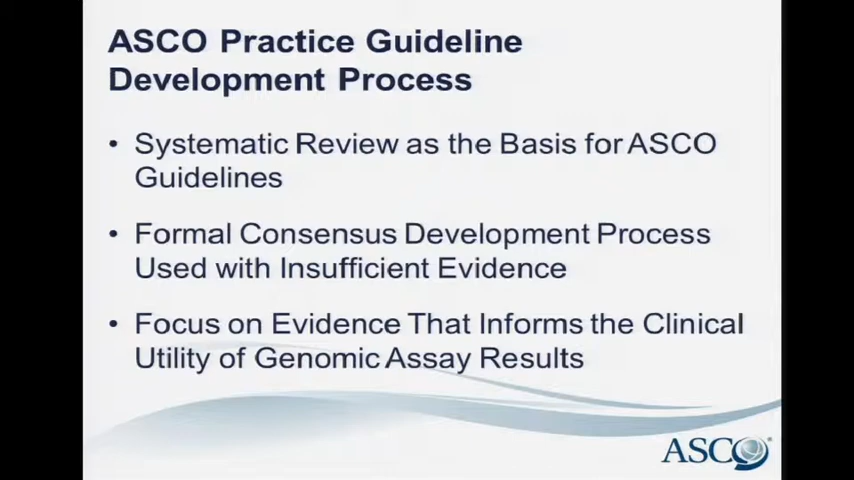 ASCO Practice Guideline
Development Process
• Systematic Review as the Basis for ASCO
Guidelines
• Formal Consensus Development Process
Used with Insufficient Evidence
• Focus on Evidence That Informs the Clinical
Utility of Genomic Assay Results
ASCO